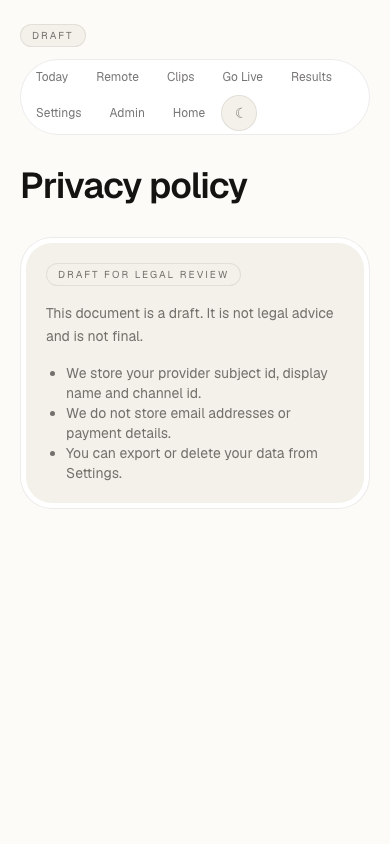 DRAFT
Today Remote Clips Go Live Results
Settings Admin Home ☾
Privacy policy
DRAFT FOR LEGAL REVIEW
This document is a draft. It is not legal advice
and is not final.
• We store your provider subject id, display
name and channel id.
• We do not store email addresses or
payment details.
• You can export or delete your data from
Settings.